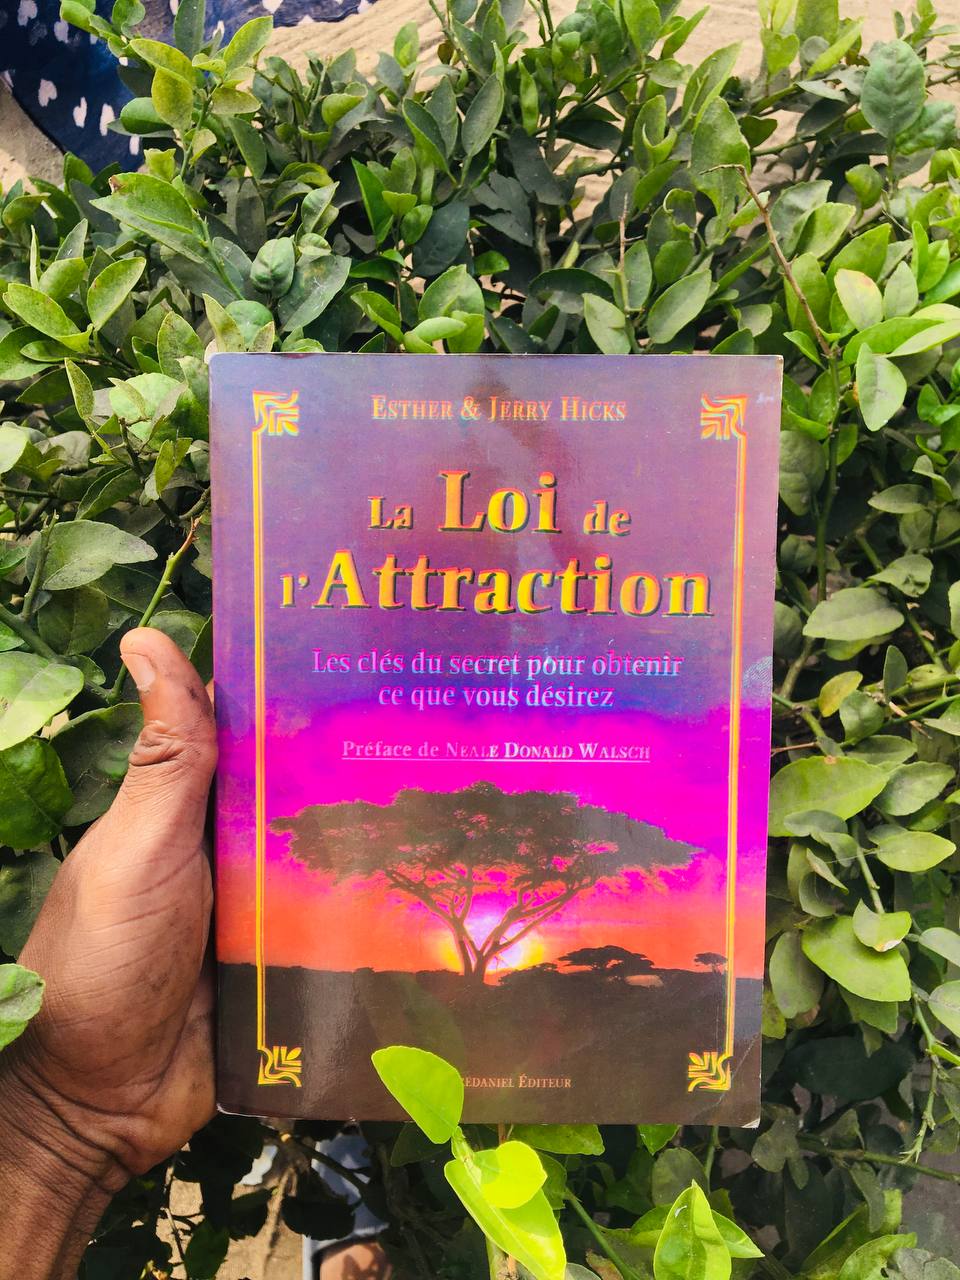 ESTHER & JERRY HICKS
La Loi de
l'Attraction
Les clés du secret pour obtenir
ce que vous désirez
Préface de NEALE DONALD WALSCH
ÉDITEUR